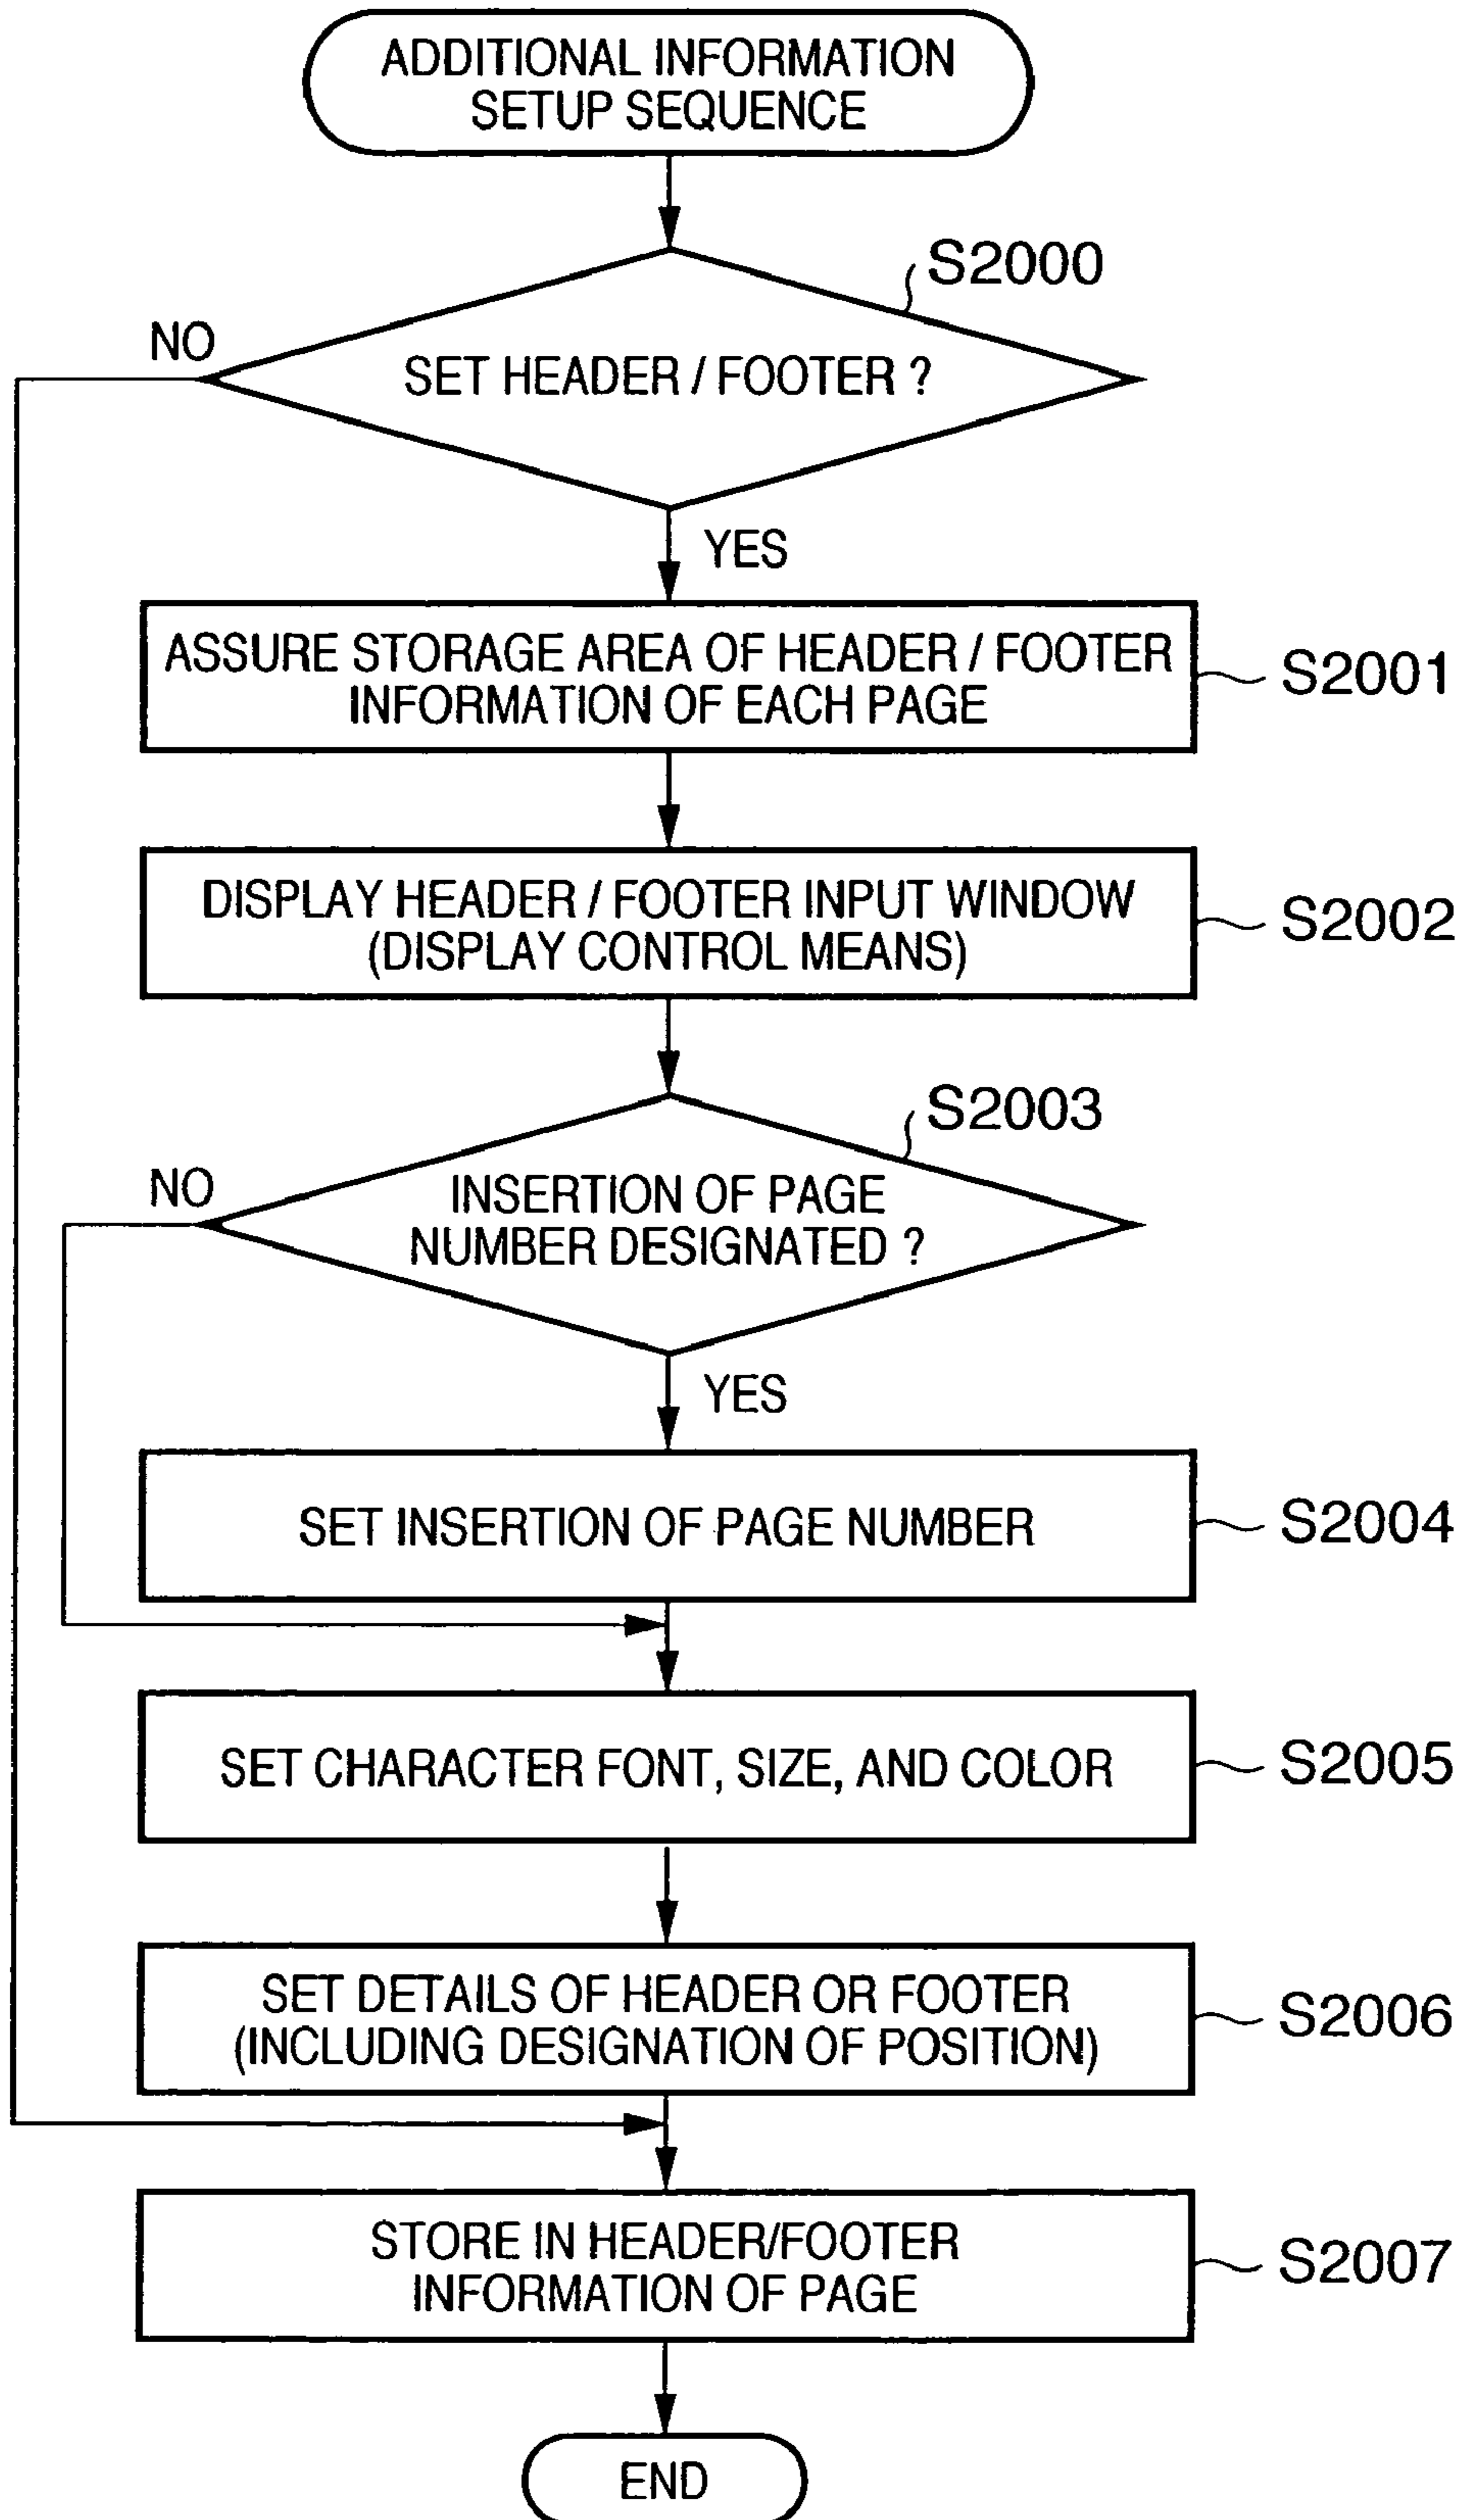 ADDITIONAL INFORMATION
SETUP SEQUENCE
S2000
NO
SET HEADER / FOOTER ?
YES
ASSURE STORAGE AREA OF HEADER / FOOTER
INFORMATION OF EACH PAGE
S2001
DISPLAY HEADER / FOOTER INPUT WINDOW
(DISPLAY CONTROL MEANS)
S2002
S2003
NO
INSERTION OF PAGE
NUMBER DESIGNATED ?
YES
SET INSERTION OF PAGE NUMBER
S2004
SET CHARACTER FONT, SIZE, AND COLOR
S2005
SET DETAILS OF HEADER OR FOOTER
(INCLUDING DESIGNATION OF POSITION)
S2006
STORE IN HEADER/FOOTER
INFORMATION OF PAGE
S2007
END